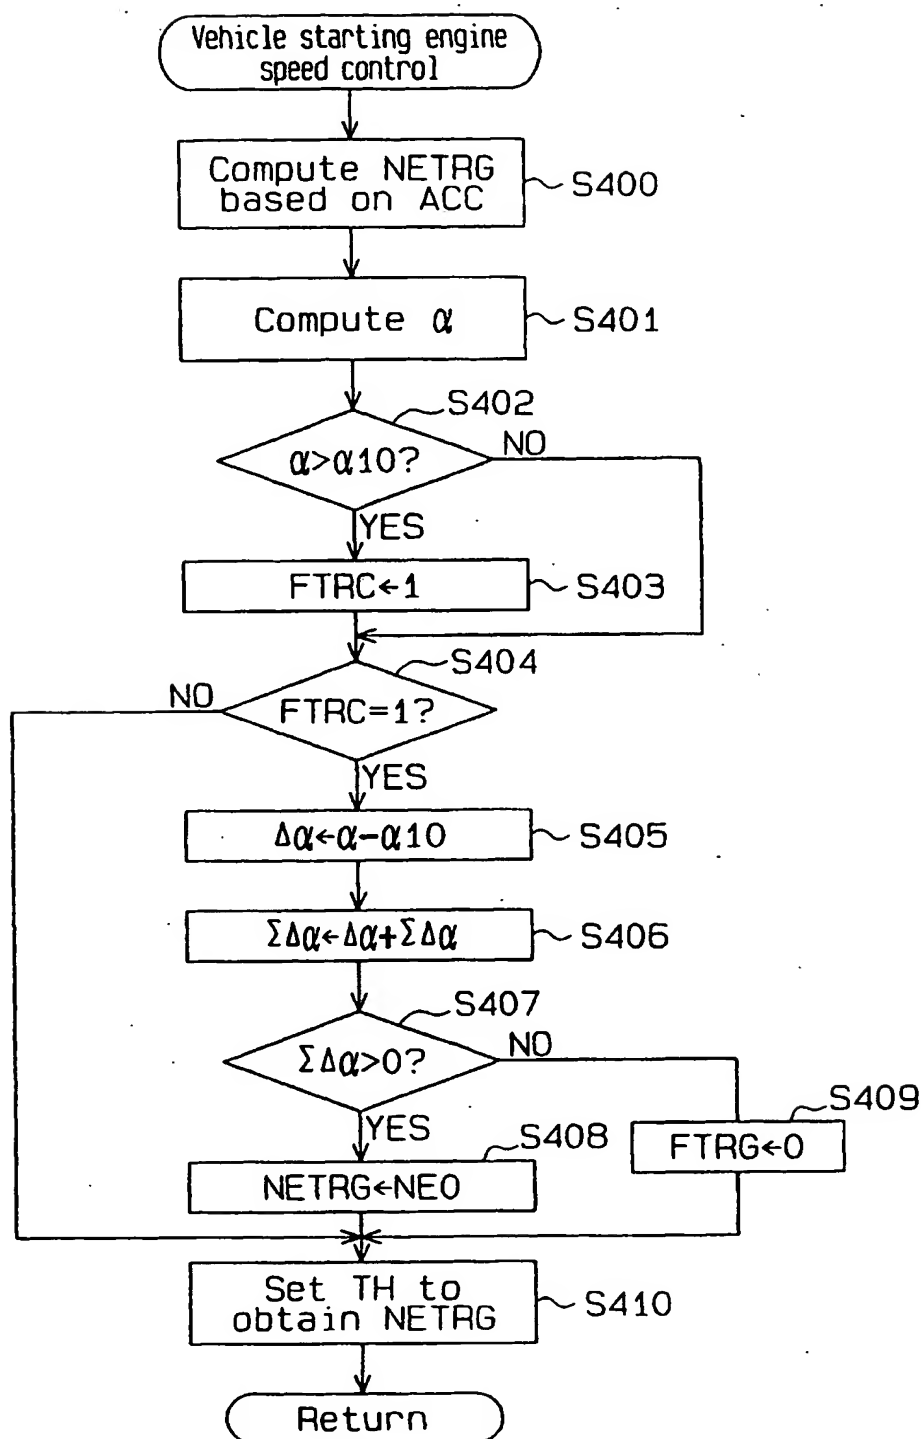 Vehicle starting engine
speed control
Compute NETRG
based on ACC
S400
Compute α
S401
S402
α>α10?
NO
YES
FTRC←1
S403
S404
NO
FTRC=1?
YES
Δα←α-α10
S405
ΣΔα←Δα+ΣΔα
S406
S407
ΣΔα>0?
NO
S409
YES
FTRG←0
S408
NETRG←NE0
Set TH to
obtain NETRG
S410
Return